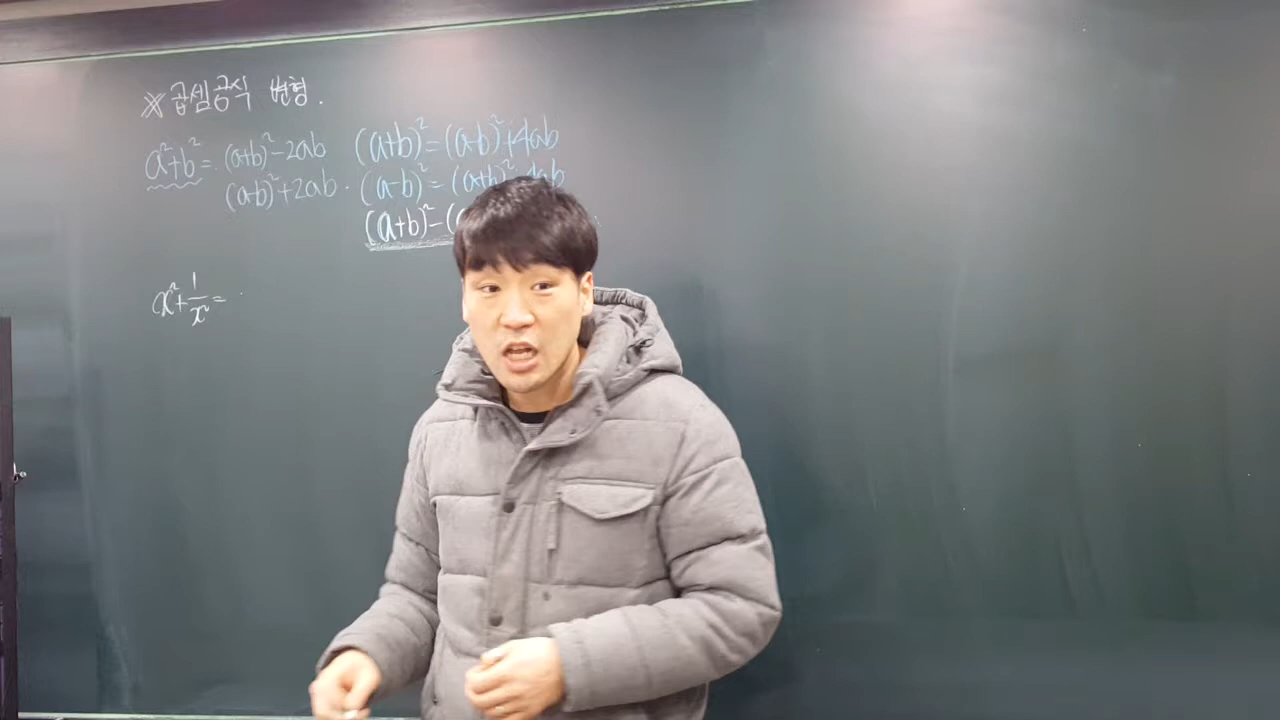 ※ 곱셈공식 변형.
a²+b² = (a+b)²-2ab
(a-b)²+2ab.
(a+b)²=(a-b)²+4ab
(a-b)²=(a+b)²-4ab
(a+b)²-(
x²+1/x²=